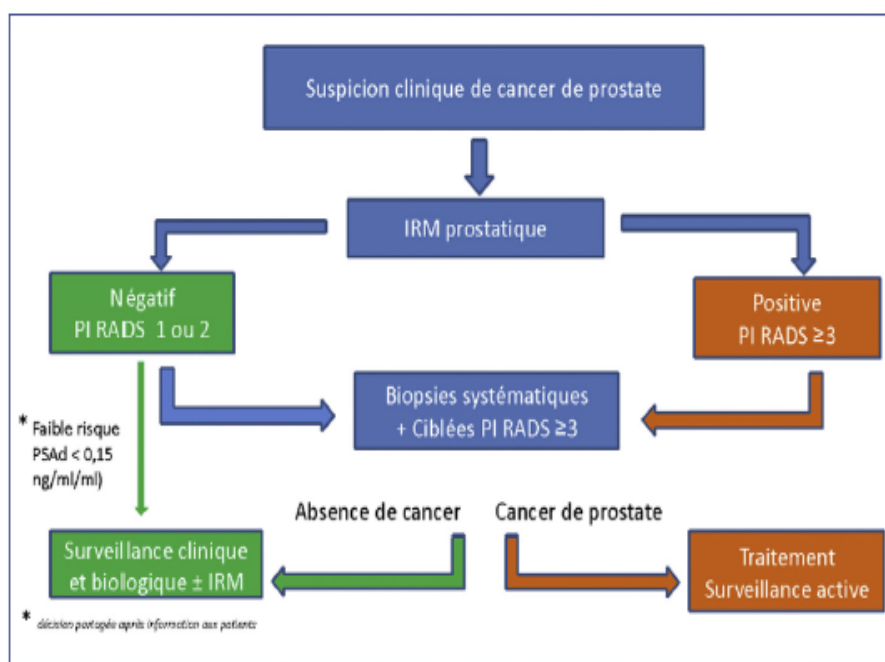 Suspicion clinique de cancer de prostate
IRM prostatique
Négatif
PI RADS 1 ou 2
Positive
PI RADS ≥3
Biopsies systématiques
+ Ciblées PI RADS ≥3
* Faible risque
PSAd < 0,15
ng/ml/ml)
Absence de cancer
Cancer de prostate
Surveillance clinique
et biologique ± IRM
Traitement
Surveillance active
* décision partagée après information aux patients